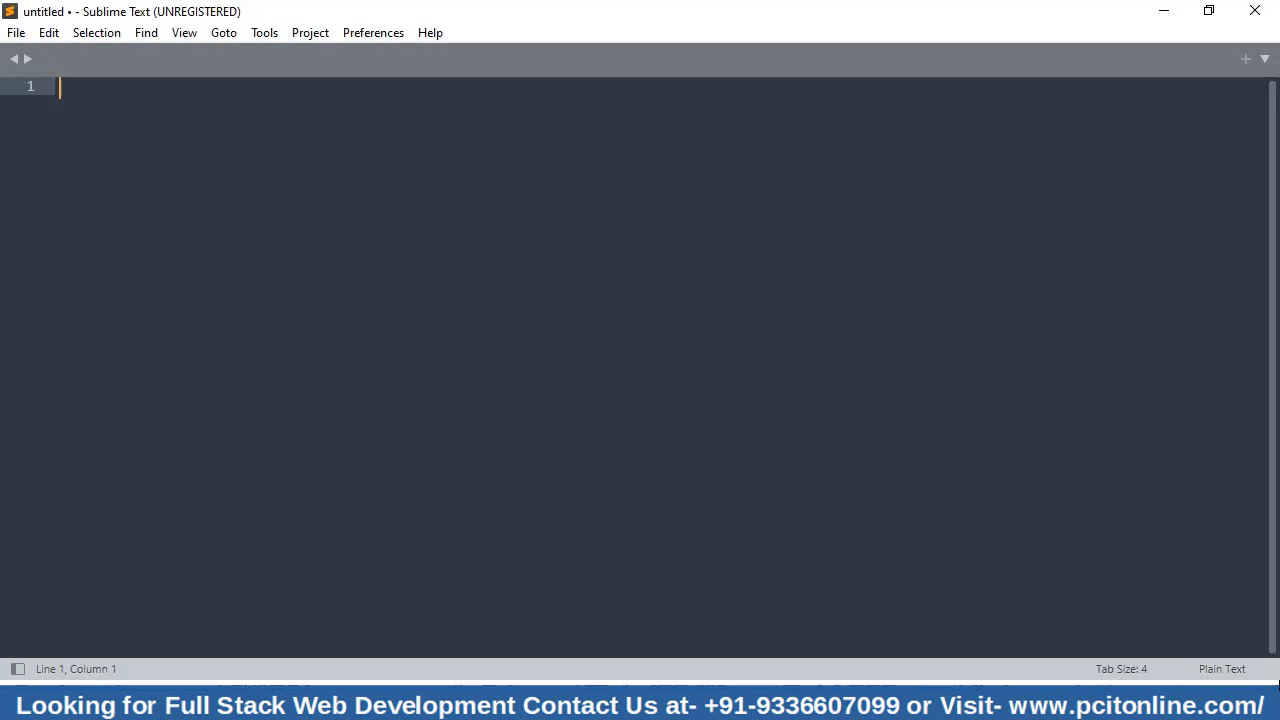 untitled • - Sublime Text (UNREGISTERED)
File Edit Selection Find View Goto Tools Project Preferences Help
1
Line 1, Column 1 Tab Size: 4 Plain Text
Looking for Full Stack Web Development Contact Us at- +91-9336607099 or Visit- www.pcitonline.com/